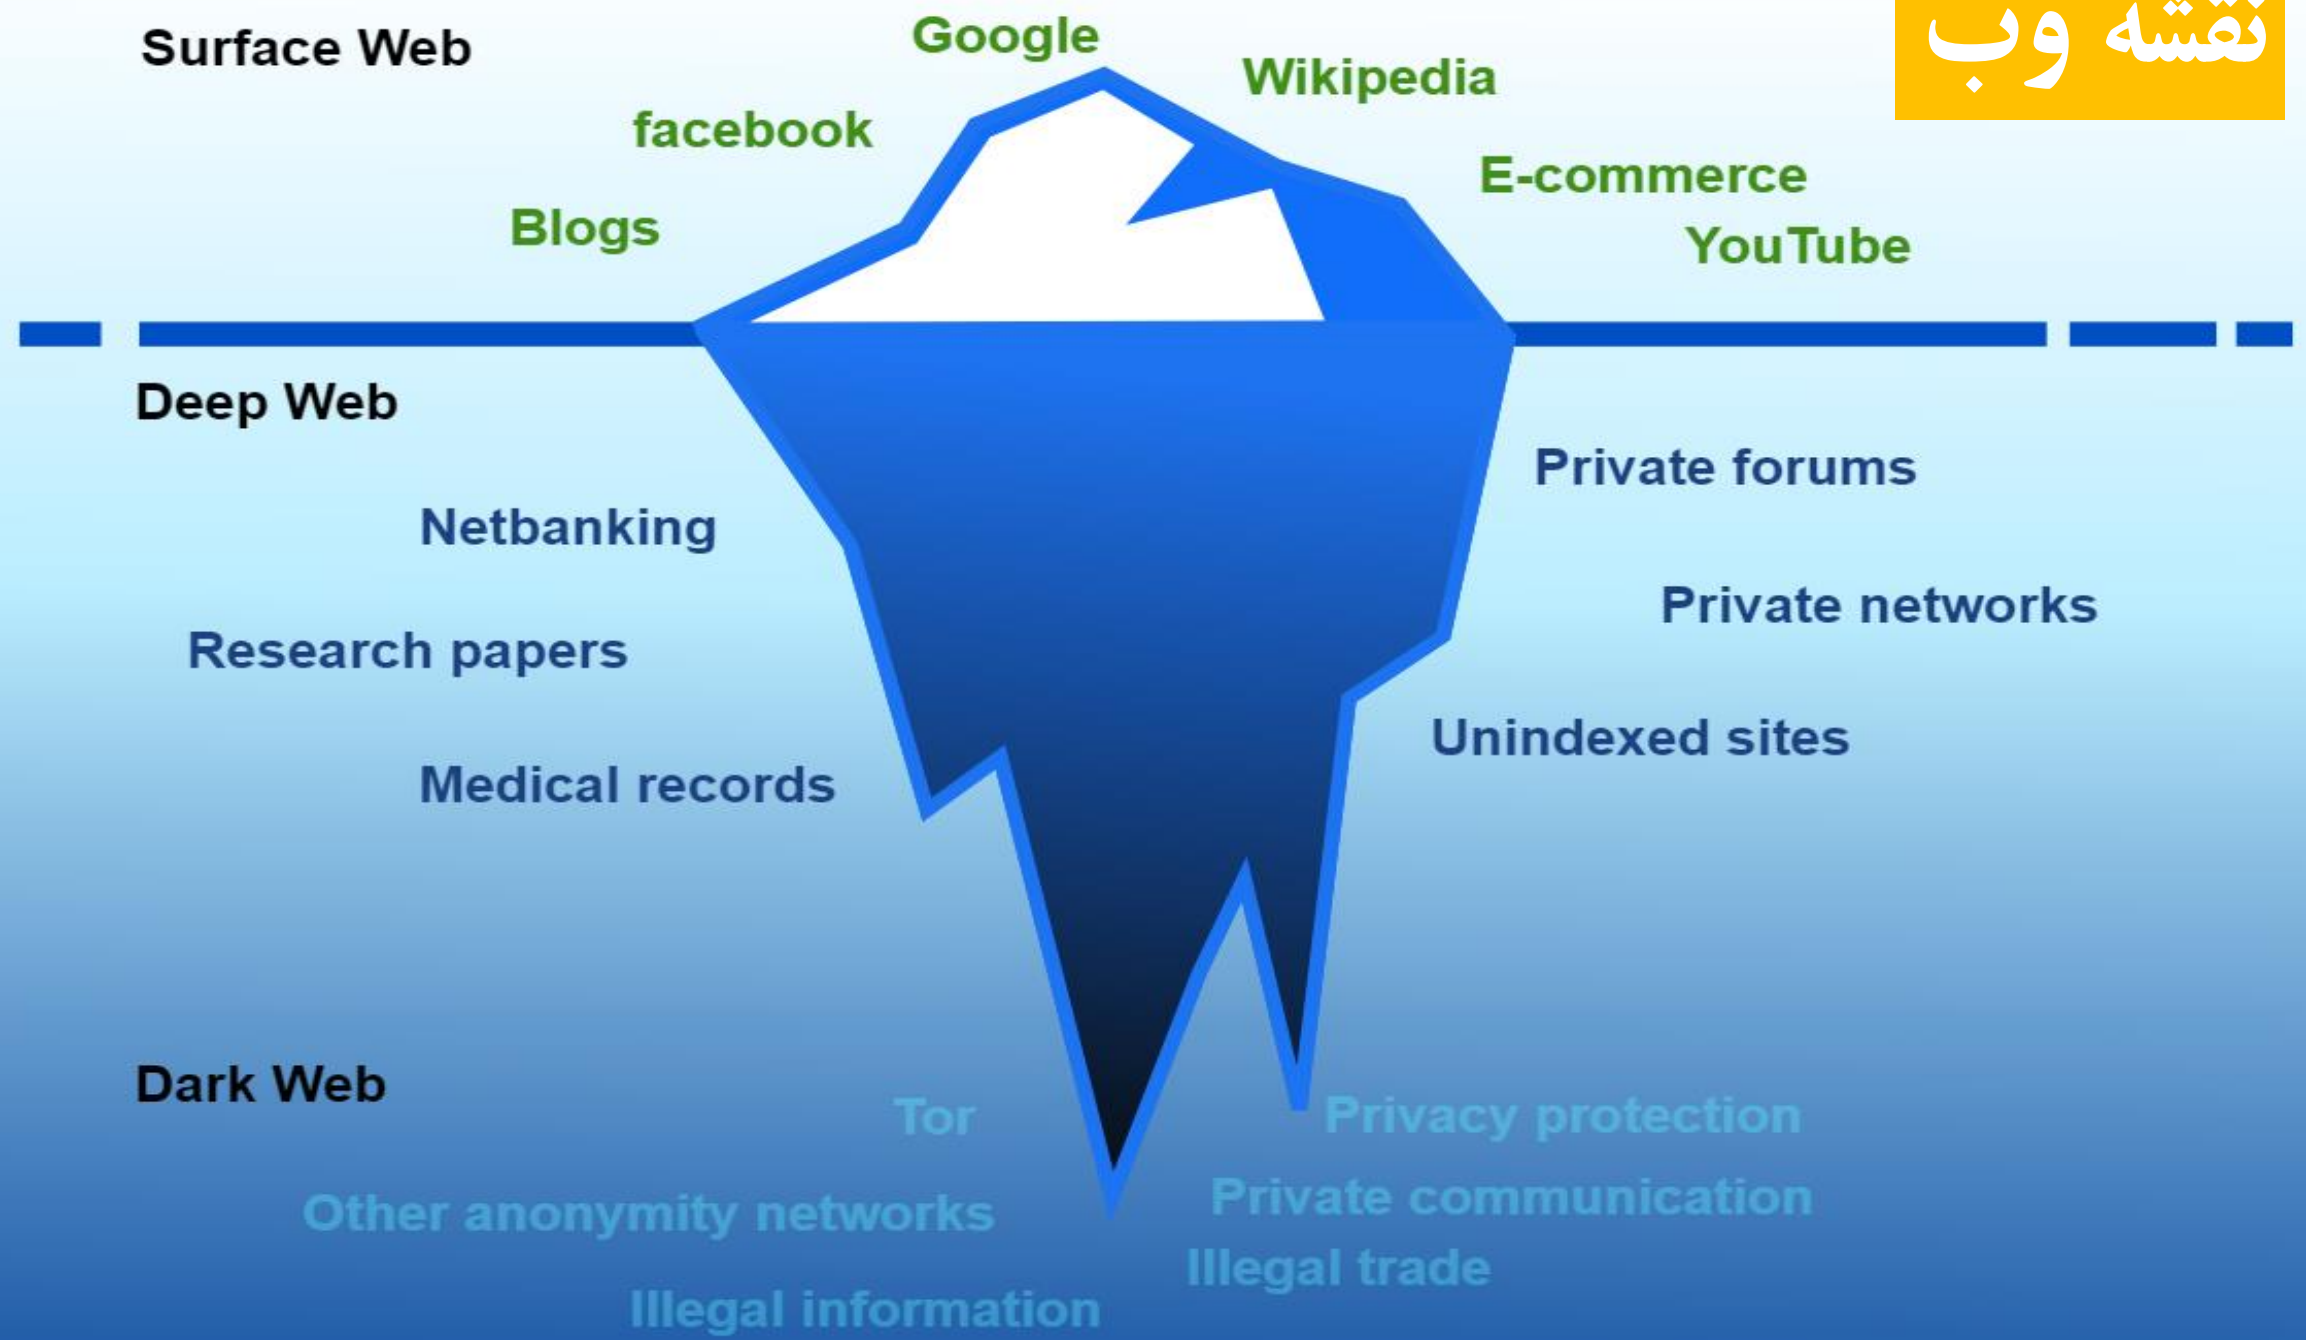 نقشه وب
Surface Web
Google
Wikipedia
facebook
E-commerce
Blogs
YouTube
Deep Web
Private forums
Netbanking
Private networks
Research papers
Unindexed sites
Medical records
Dark Web
Tor
Privacy protection
Other anonymity networks
Private communication
Illegal trade
Illegal information